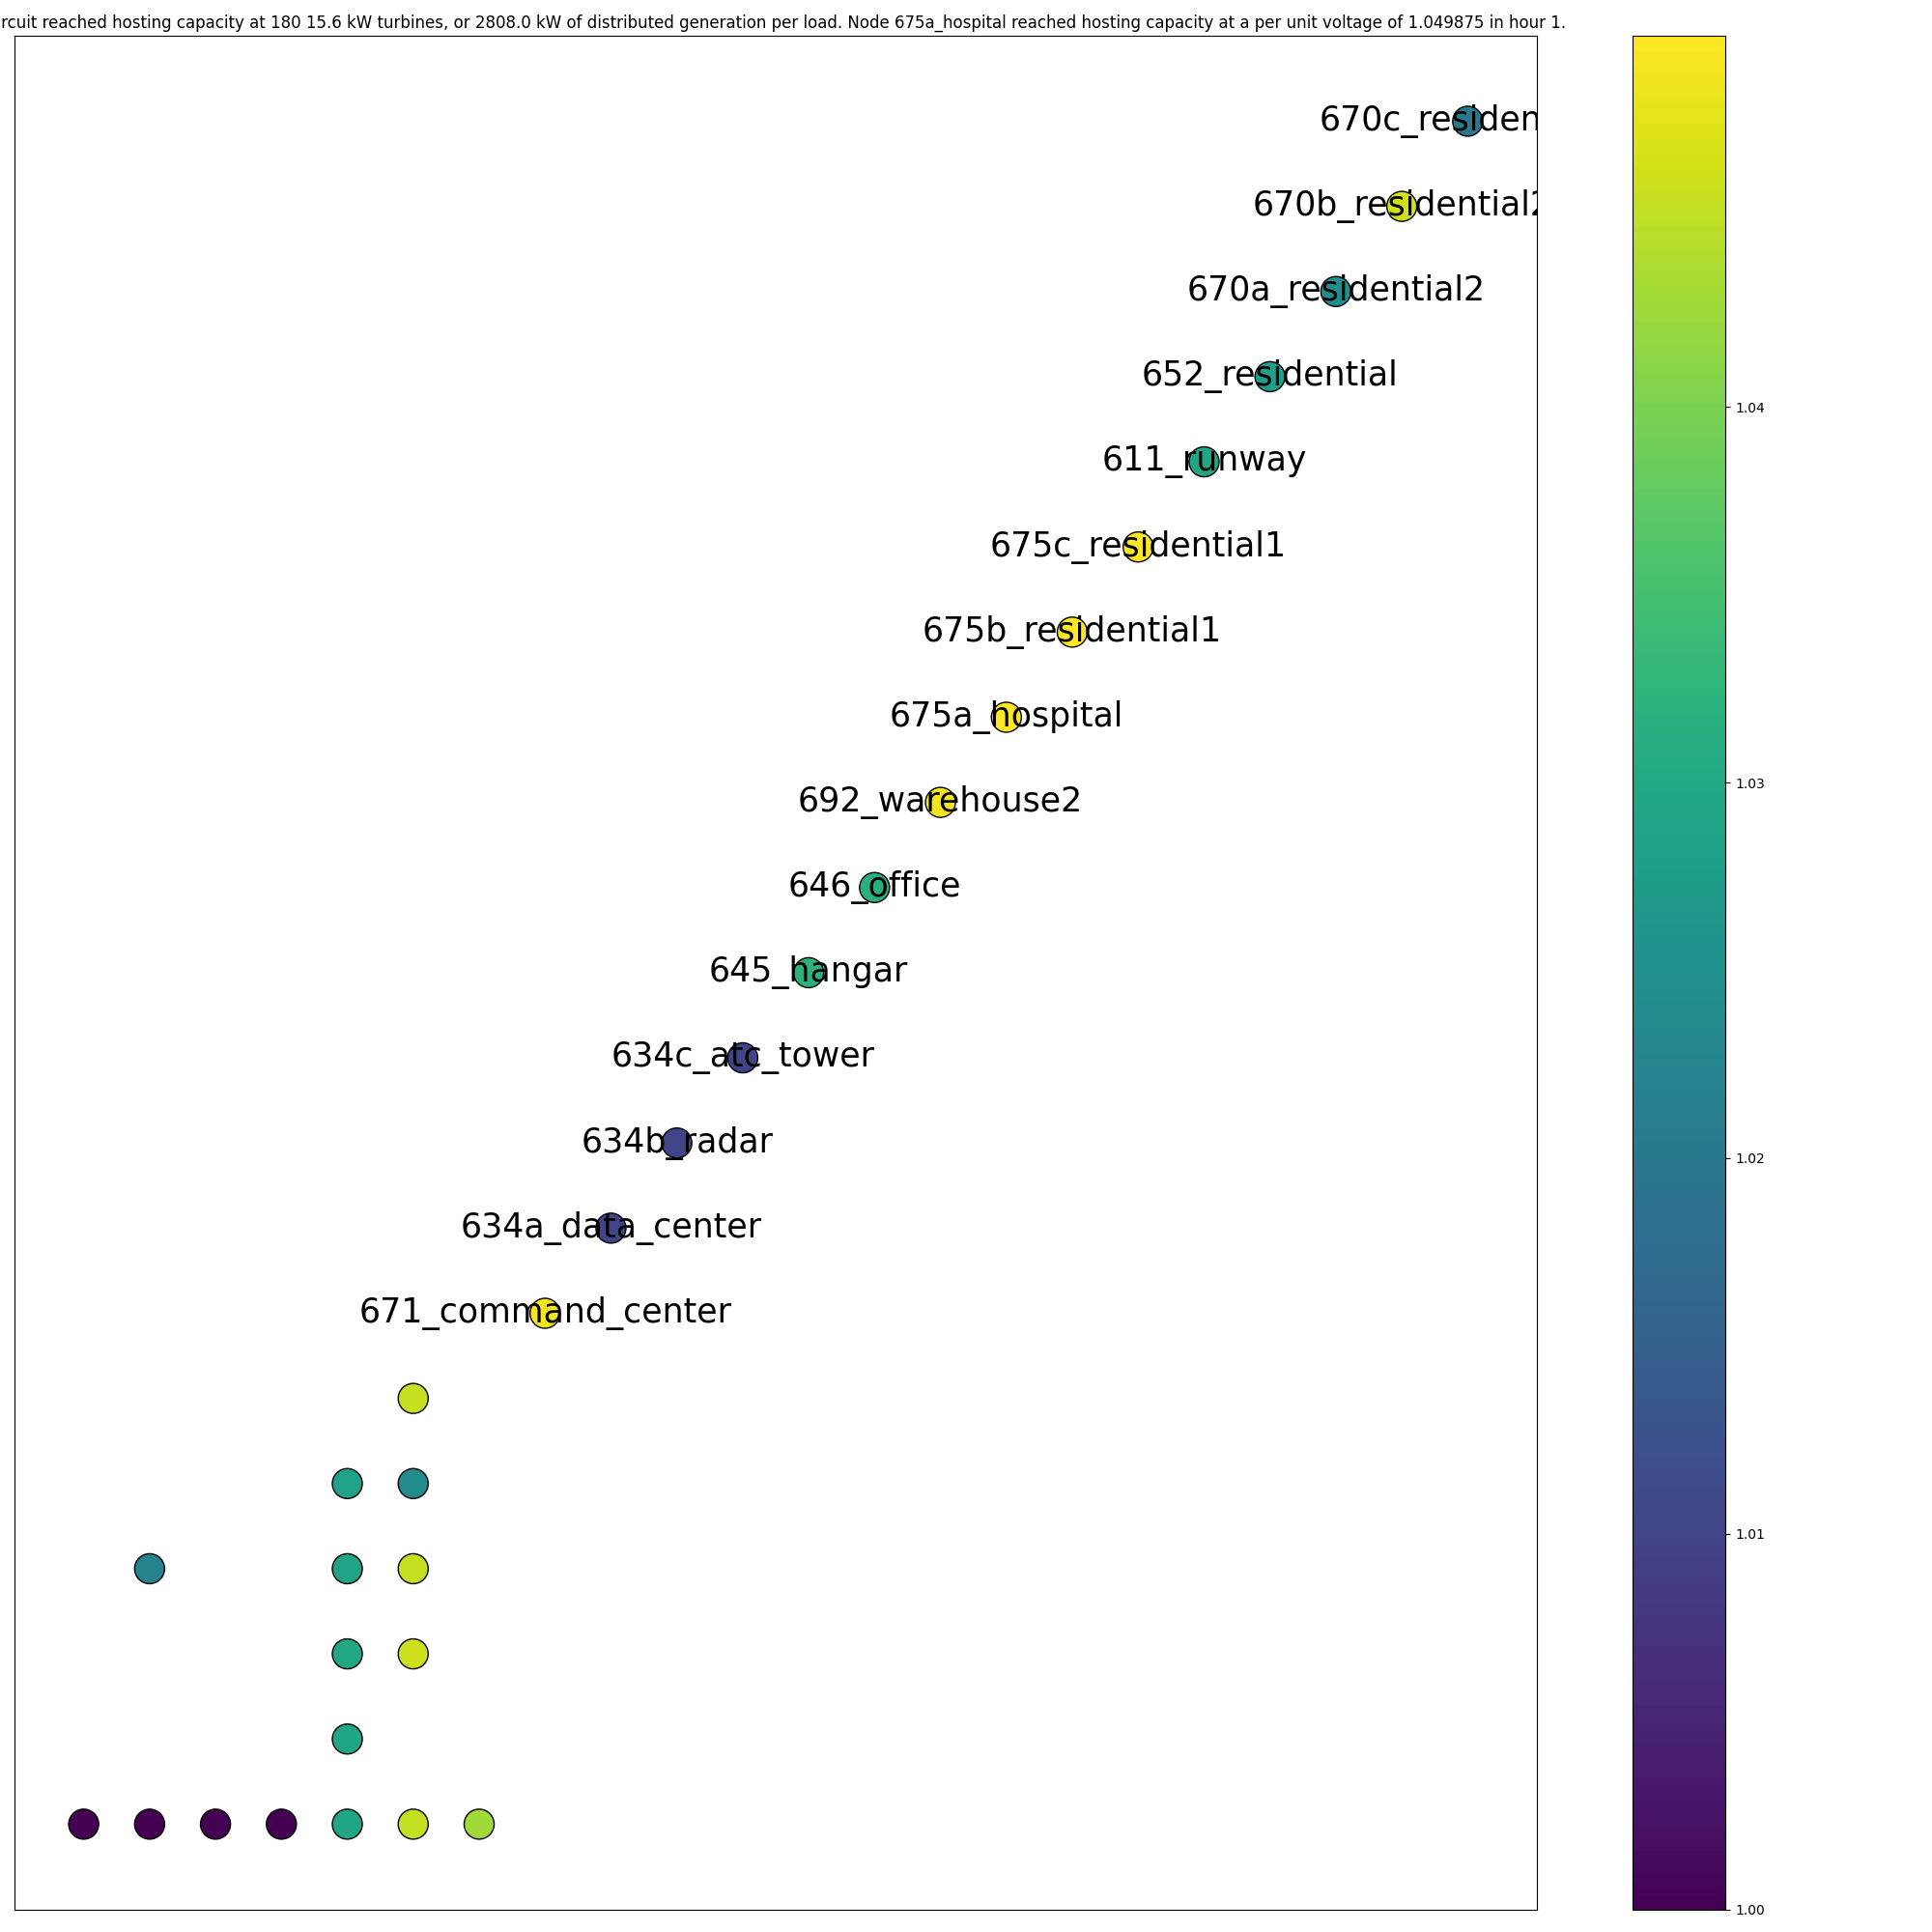 rcuit reached hosting capacity at 180 15.6 kW turbines, or 2808.0 kW of distributed generation per load. Node 675a_hospital reached hosting capacity at a per unit voltage of 1.049875 in hour 1.
670c_residen
670b_residential2
670a_residential2
652_residential
611_runway
675c_residential1
675b_residential1
675a_hospital
692_warehouse2
646_office
645_hangar
634c_atc_tower
634b_radar
634a_data_center
671_command_center
1.04
1.03
1.02
1.01
1.00